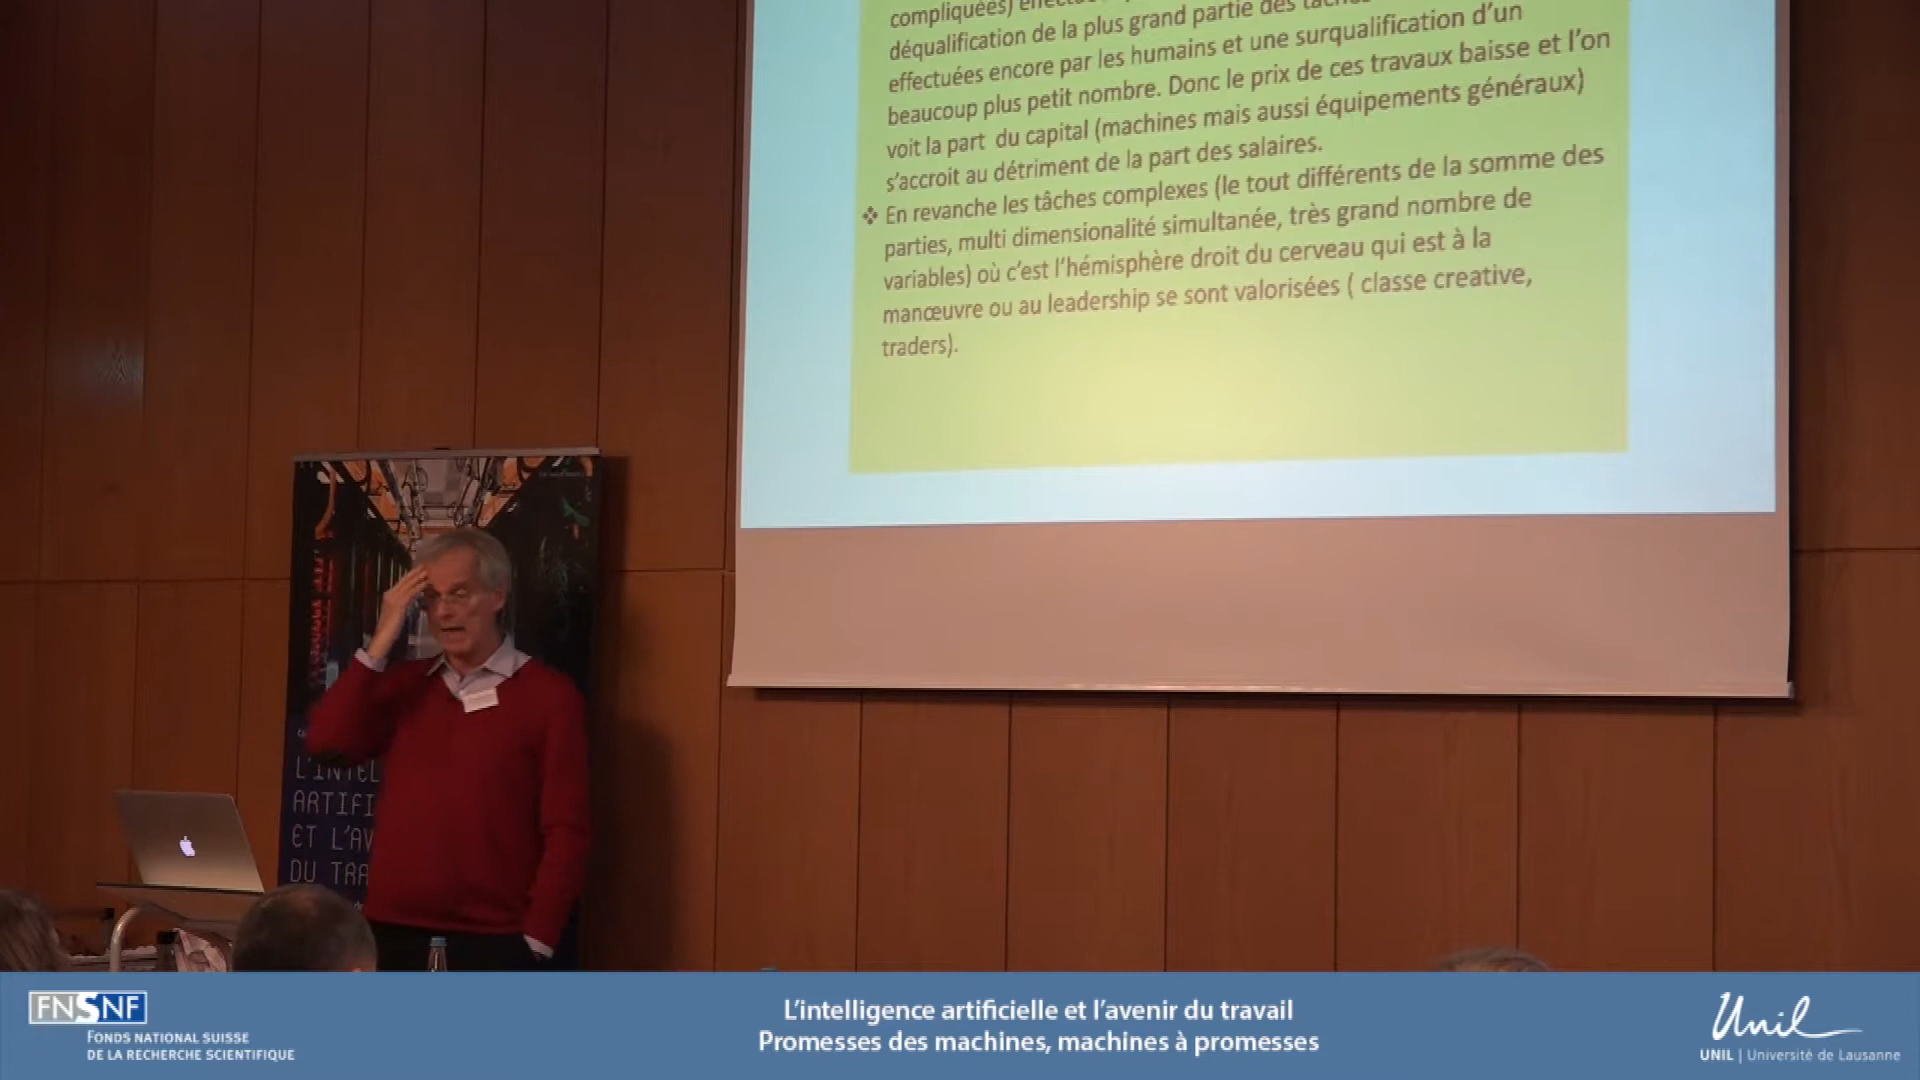 compliquées)
déqualification de la plus grand partie des
effectuées encore par les humains et une surqualification d'un
beaucoup plus petit nombre. Donc le prix de ces travaux baisse et l'on
voit la part du capital (machines mais aussi équipements généraux)
s'accroit au détriment de la part des salaires.
❖ En revanche les tâches complexes (le tout différents de la somme des
parties, multi dimensionalité simultanée, très grand nombre de
variables) où c'est l'hémisphère droit du cerveau qui est à la
manœuvre ou au leadership se sont valorisées ( classe creative,
traders).
L'INTEL
ARTIFI
ET L'AV
DU TRA
FNSNF
FONDS NATIONAL SUISSE
DE LA RECHERCHE SCIENTIFIQUE
L'intelligence artificielle et l'avenir du travail
Promesses des machines, machines à promesses
Unil
UNIL | Université de Lausanne